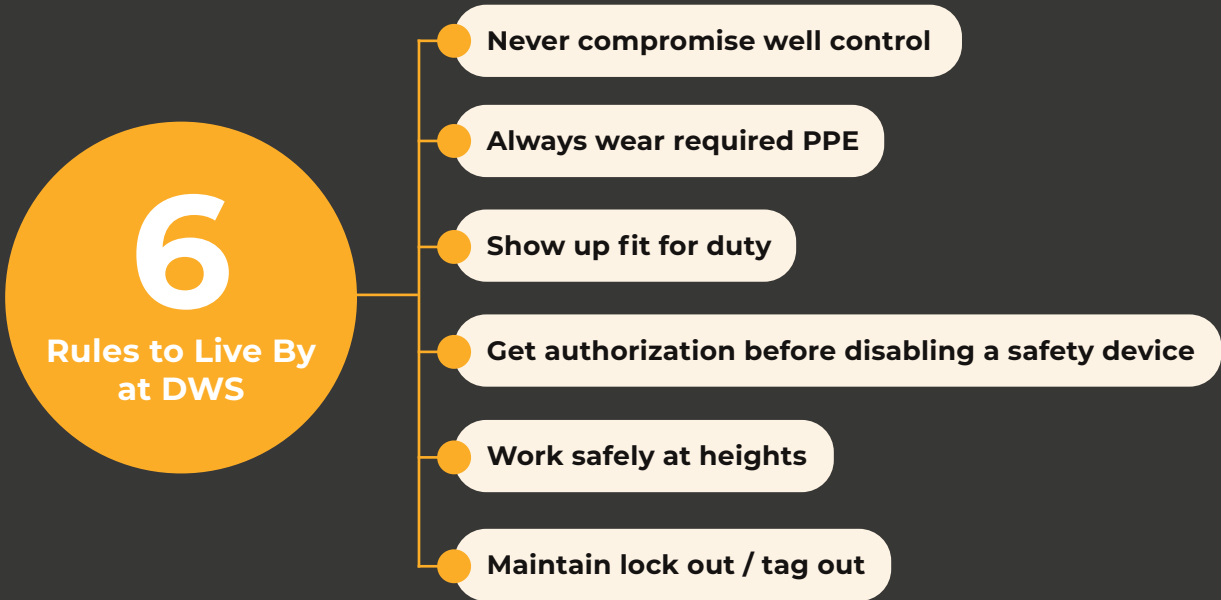 6
Rules to Live By
at DWS
Never compromise well control
Always wear required PPE
Show up fit for duty
Get authorization before disabling a safety device
Work safely at heights
Maintain lock out / tag out